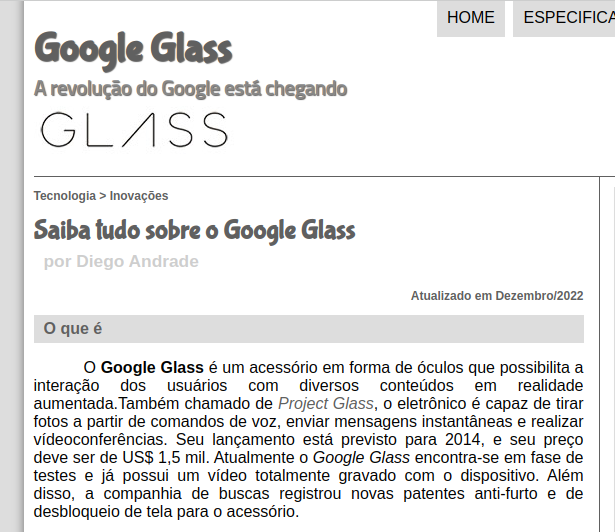 HOME ESPECIFICA
Google Glass
A revolução do Google está chegando
GLASS
Tecnologia > Inovações
Saiba tudo sobre o Google Glass
por Diego Andrade
Atualizado em Dezembro/2022
O que é
O Google Glass é um acessório em forma de óculos que possibilita a
interação dos usuários com diversos conteúdos em realidade
aumentada.Também chamado de Project Glass, o eletrônico é capaz de tirar
fotos a partir de comandos de voz, enviar mensagens instantâneas e realizar
vídeoconferências. Seu lançamento está previsto para 2014, e seu preço
deve ser de US$ 1,5 mil. Atualmente o Google Glass encontra-se em fase de
testes e já possui um vídeo totalmente gravado com o dispositivo. Além
disso, a companhia de buscas registrou novas patentes anti-furto e de
desbloqueio de tela para o acessório.